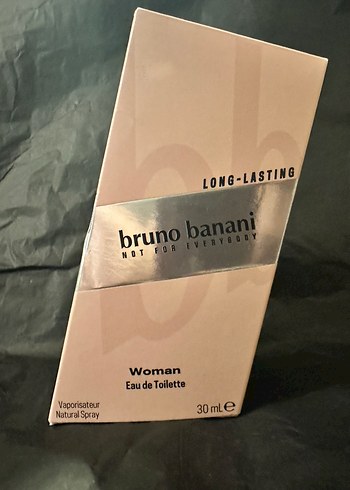 LONG-LASTING
bruno banani
NOT FOR EVERYBODY
Woman
Eau de Toilette
Vaporisateur
Natural Spray
30 mL ℮